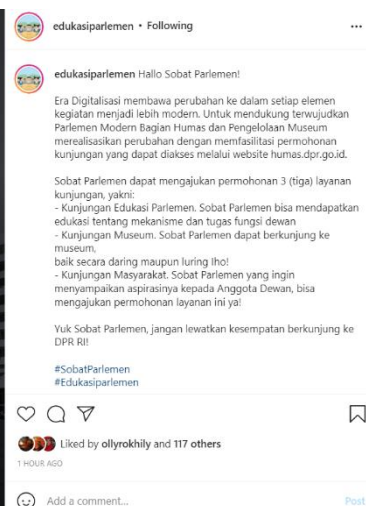 edukasiparlemen • Following
edukasiparlemen Hallo Sobat Parlemen!
Era Digitalisasi membawa perubahan ke dalam setiap elemen
kegiatan menjadi lebih modern. Untuk mendukung terwujudkan
Parlemen Modern Bagian Humas dan Pengelolaan Museum
merealisasikan perubahan dengan memfasilitasi permohonan
kunjungan yang dapat diakses melalui website humas.dpr.go.id.
Sobat Parlemen dapat mengajukan permohonan 3 (tiga) layanan
kunjungan, yakni:
- Kunjungan Edukasi Parlemen. Sobat Parlemen bisa mendapatkan
edukasi tentang mekanisme dan tugas fungsi dewan
- Kunjungan Museum. Sobat Parlemen dapat berkunjung ke
museum,
baik secara daring maupun luring lho!
- Kunjungan Masyarakat. Sobat Parlemen yang ingin
menyampaikan aspirasinya kepada Anggota Dewan, bisa
mengajukan permohonan layanan ini ya!
Yuk Sobat Parlemen, jangan lewatkan kesempatan berkunjung ke
DPR RI!
#SobatParlemen
#Edukasiparlemen
Liked by ollyrokhily and 117 others
1 HOUR AGO
Add a comment...
Post